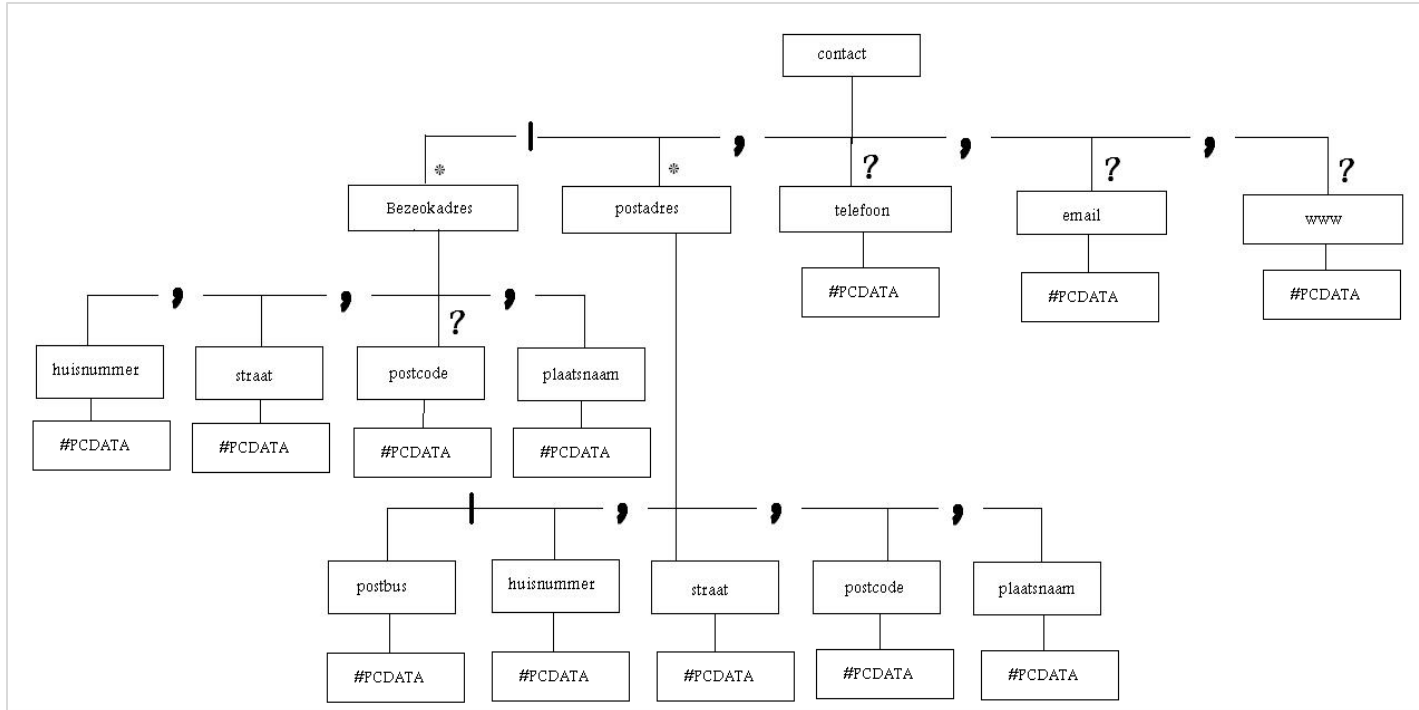 contact
| , , ,
* * ? ? ?
Bezeokadres postadres telefoon email www
#PCDATA #PCDATA #PCDATA
, , ,
?
huisnummer straat postcode plaatsnaam
#PCDATA #PCDATA #PCDATA #PCDATA
| , , ,
postbus huisnummer straat postcode plaatsnaam
#PCDATA #PCDATA #PCDATA #PCDATA #PCDATA